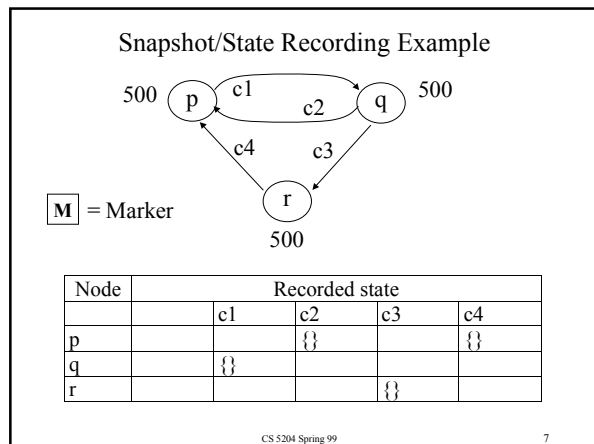 Snapshot/State Recording Example
500 p c1 q 500
c2
c4 c3
r
M = Marker
500
Node Recorded state
c1 c2 c3 c4
p {} {}
q {}
r {}
CS 5204 Spring 99 7